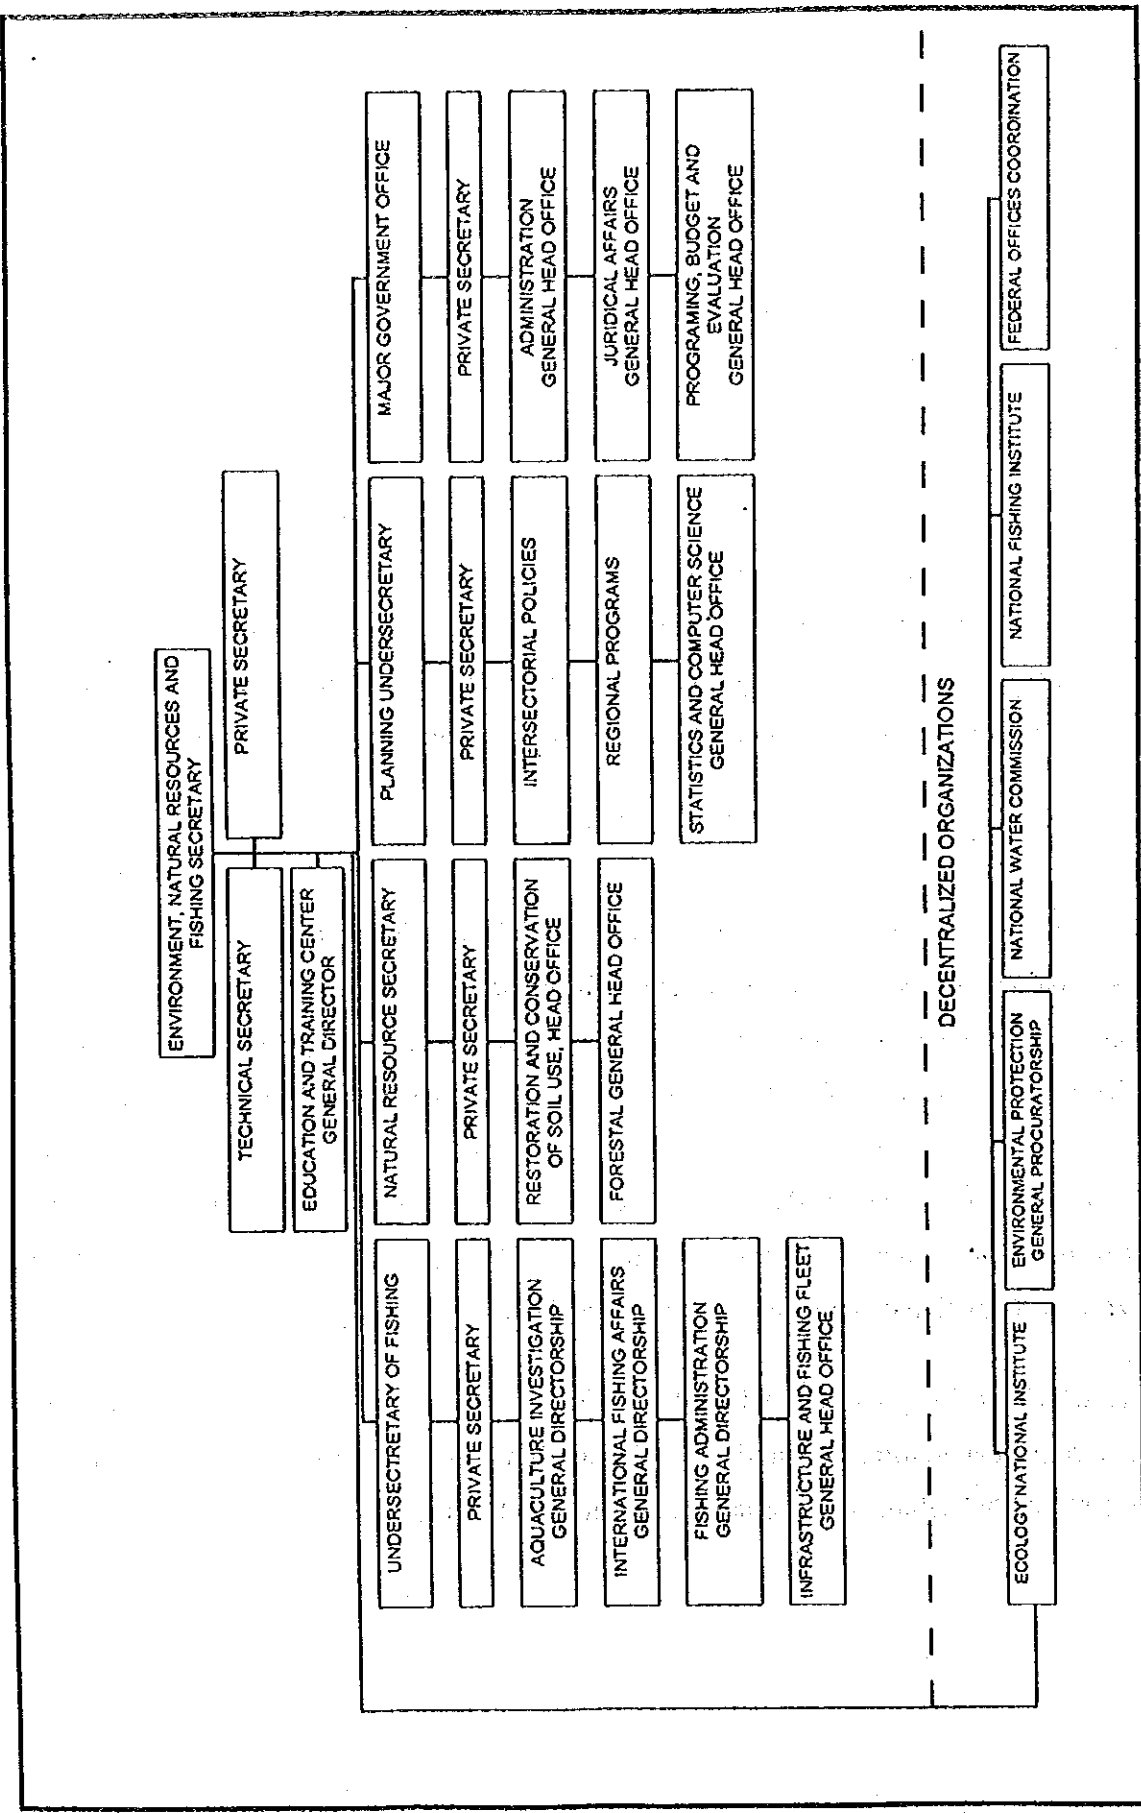 ENVIRONMENT, NATURAL RESOURCES AND
FISHING SECRETARY
TECHNICAL SECRETARY
PRIVATE SECRETARY
EDUCATION AND TRAINING CENTER
GENERAL DIRECTOR
UNDERSECTRETARY OF FISHING
PRIVATE SECRETARY
AQUACULTURE INVESTIGATION
GENERAL DIRECTORSHIP
INTERNATIONAL FISHING AFFAIRS
GENERAL DIRECTORSHIP
FISHING ADMINISTRATION
GENERAL DIRECTORSHIP
INFRASTRUCTURE AND FISHING FLEET
GENERAL HEAD OFFICE
NATURAL RESOURCE SECRETARY
PRIVATE SECRETARY
RESTORATION AND CONSERVATION
OF SOIL USE, HEAD OFFICE
FORESTAL GENERAL HEAD OFFICE
PLANNING UNDERSECRETARY
PRIVATE SECRETARY
INTERSECTORIAL POLICIES
REGIONAL PROGRAMS
STATISTICS AND COMPUTER SCIENCE
GENERAL HEAD OFFICE
MAJOR GOVERNMENT OFFICE
PRIVATE SECRETARY
ADMINISTRATION
GENERAL HEAD OFFICE
JURIDICAL AFFAIRS
GENERAL HEAD OFFICE
PROGRAMING, BUDGET AND
EVALUATION
GENERAL HEAD OFFICE
DECENTRALIZED ORGANIZATIONS
ECOLOGY NATIONAL INSTITUTE
ENVIRONMENTAL PROTECTION
GENERAL PROCURATORSHIP
NATIONAL WATER COMMISSION
NATIONAL FISHING INSTITUTE
FEDERAL OFFICES COORDINATION